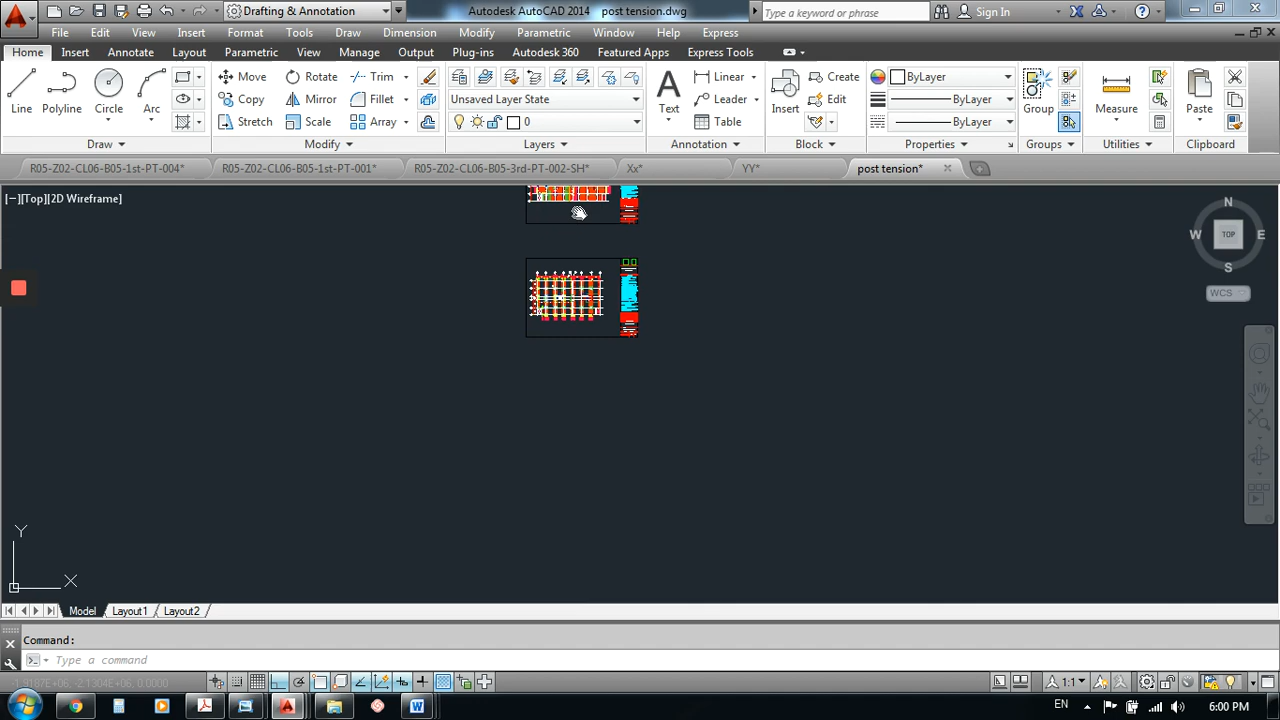 Drafting & Annotation
Autodesk AutoCAD 2014 post tension.dwg
Type a keyword or phrase
Sign In
File Edit View Insert Format Tools Draw Dimension Modify Parametric Window Help Express
Home Insert Annotate Layout Parametric View Manage Output Plug-ins Autodesk 360 Featured Apps Express Tools
Line Polyline Circle Arc
Move Rotate Trim
Copy Mirror Fillet
Stretch Scale Array
Unsaved Layer State
0
Text Linear Leader Table
Insert Create Edit
ByLayer
ByLayer
ByLayer
Group Measure Paste
Draw Modify Layers Annotation Block Properties Groups Utilities Clipboard
R05-Z02-CL06-B05-1st-PT-004* R05-Z02-CL06-B05-1st-PT-001* R05-Z02-CL06-B05-3rd-PT-002-SH* Xx* YY* post tension*
[−][Top][2D Wireframe]
N
W TOP E
S
WCS
Y
X
Model Layout1 Layout2
Command:
Type a command
1:1
EN 6:00 PM